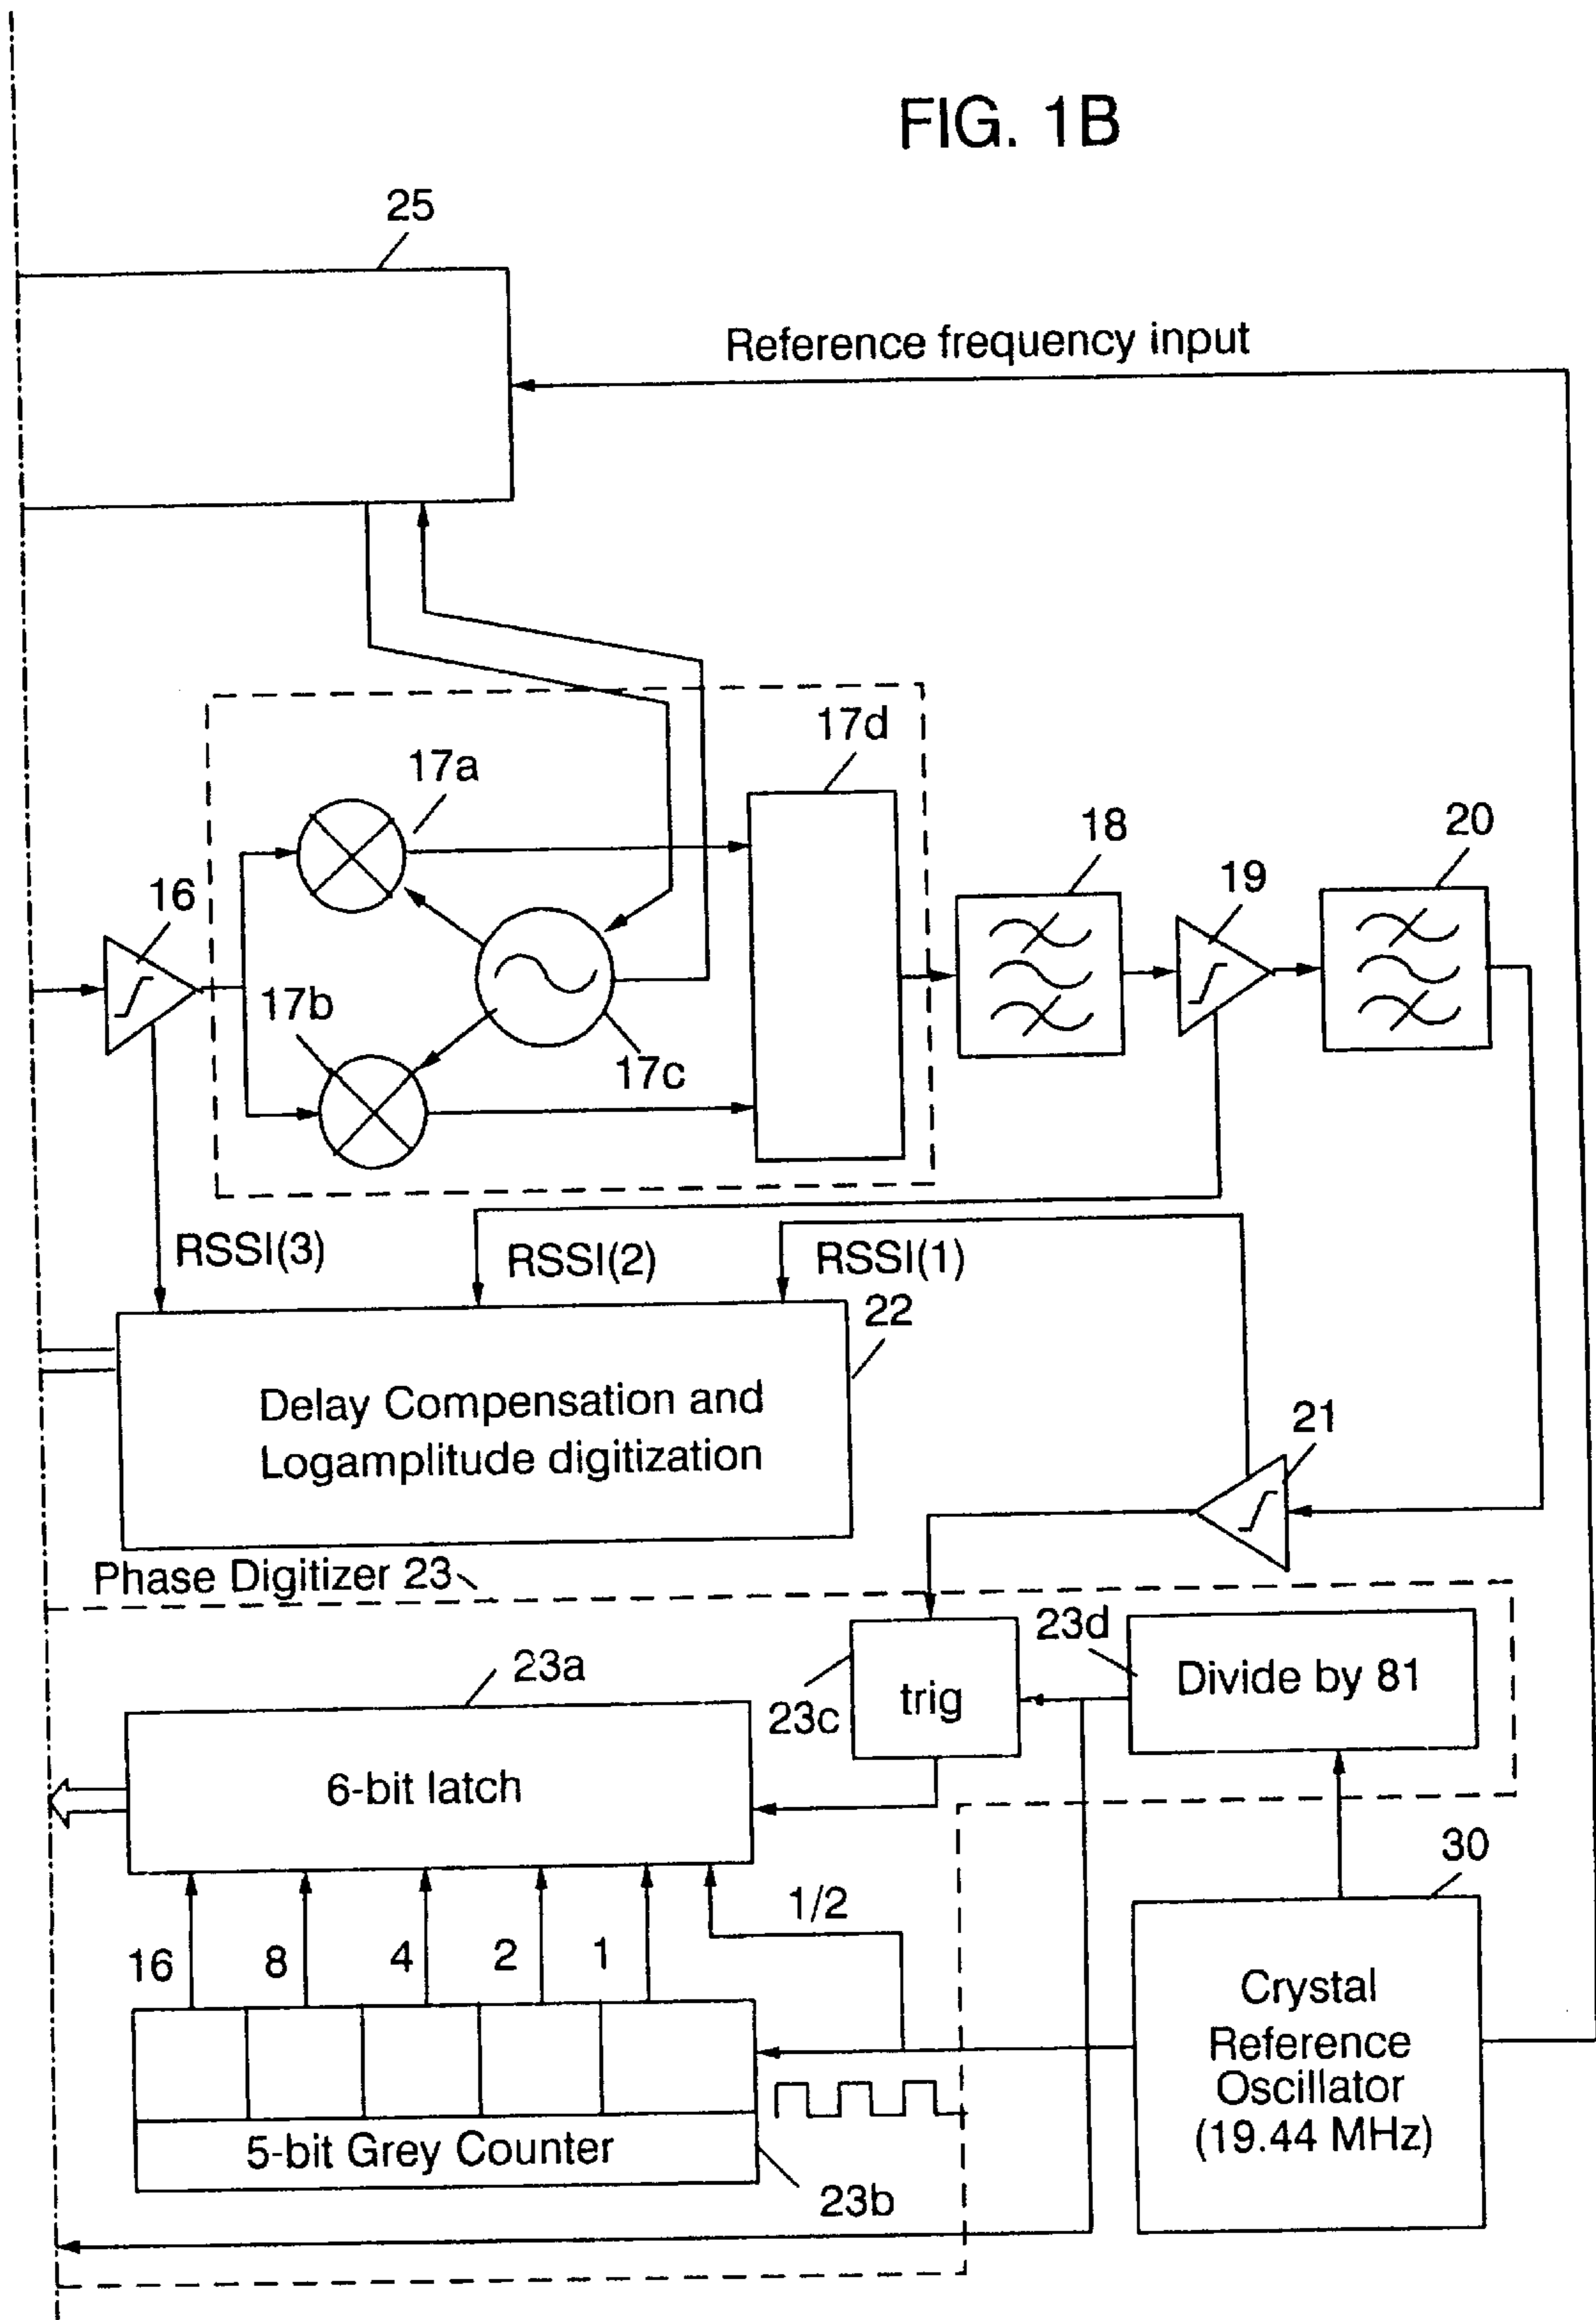 FIG. 1B
25
Reference frequency input
17d
17a
18
20
19
16
17b
17c
RSSI(3)
RSSI(2)
RSSI(1)
22
Delay Compensation and
Logamplitude digitization
21
Phase Digitizer 23
23d
23a
Divide by 81
trig
23c
6-bit latch
30
1/2
16
8
4
2
1
Crystal
Reference
Oscillator
(19.44 MHz)
5-bit Grey Counter
23b